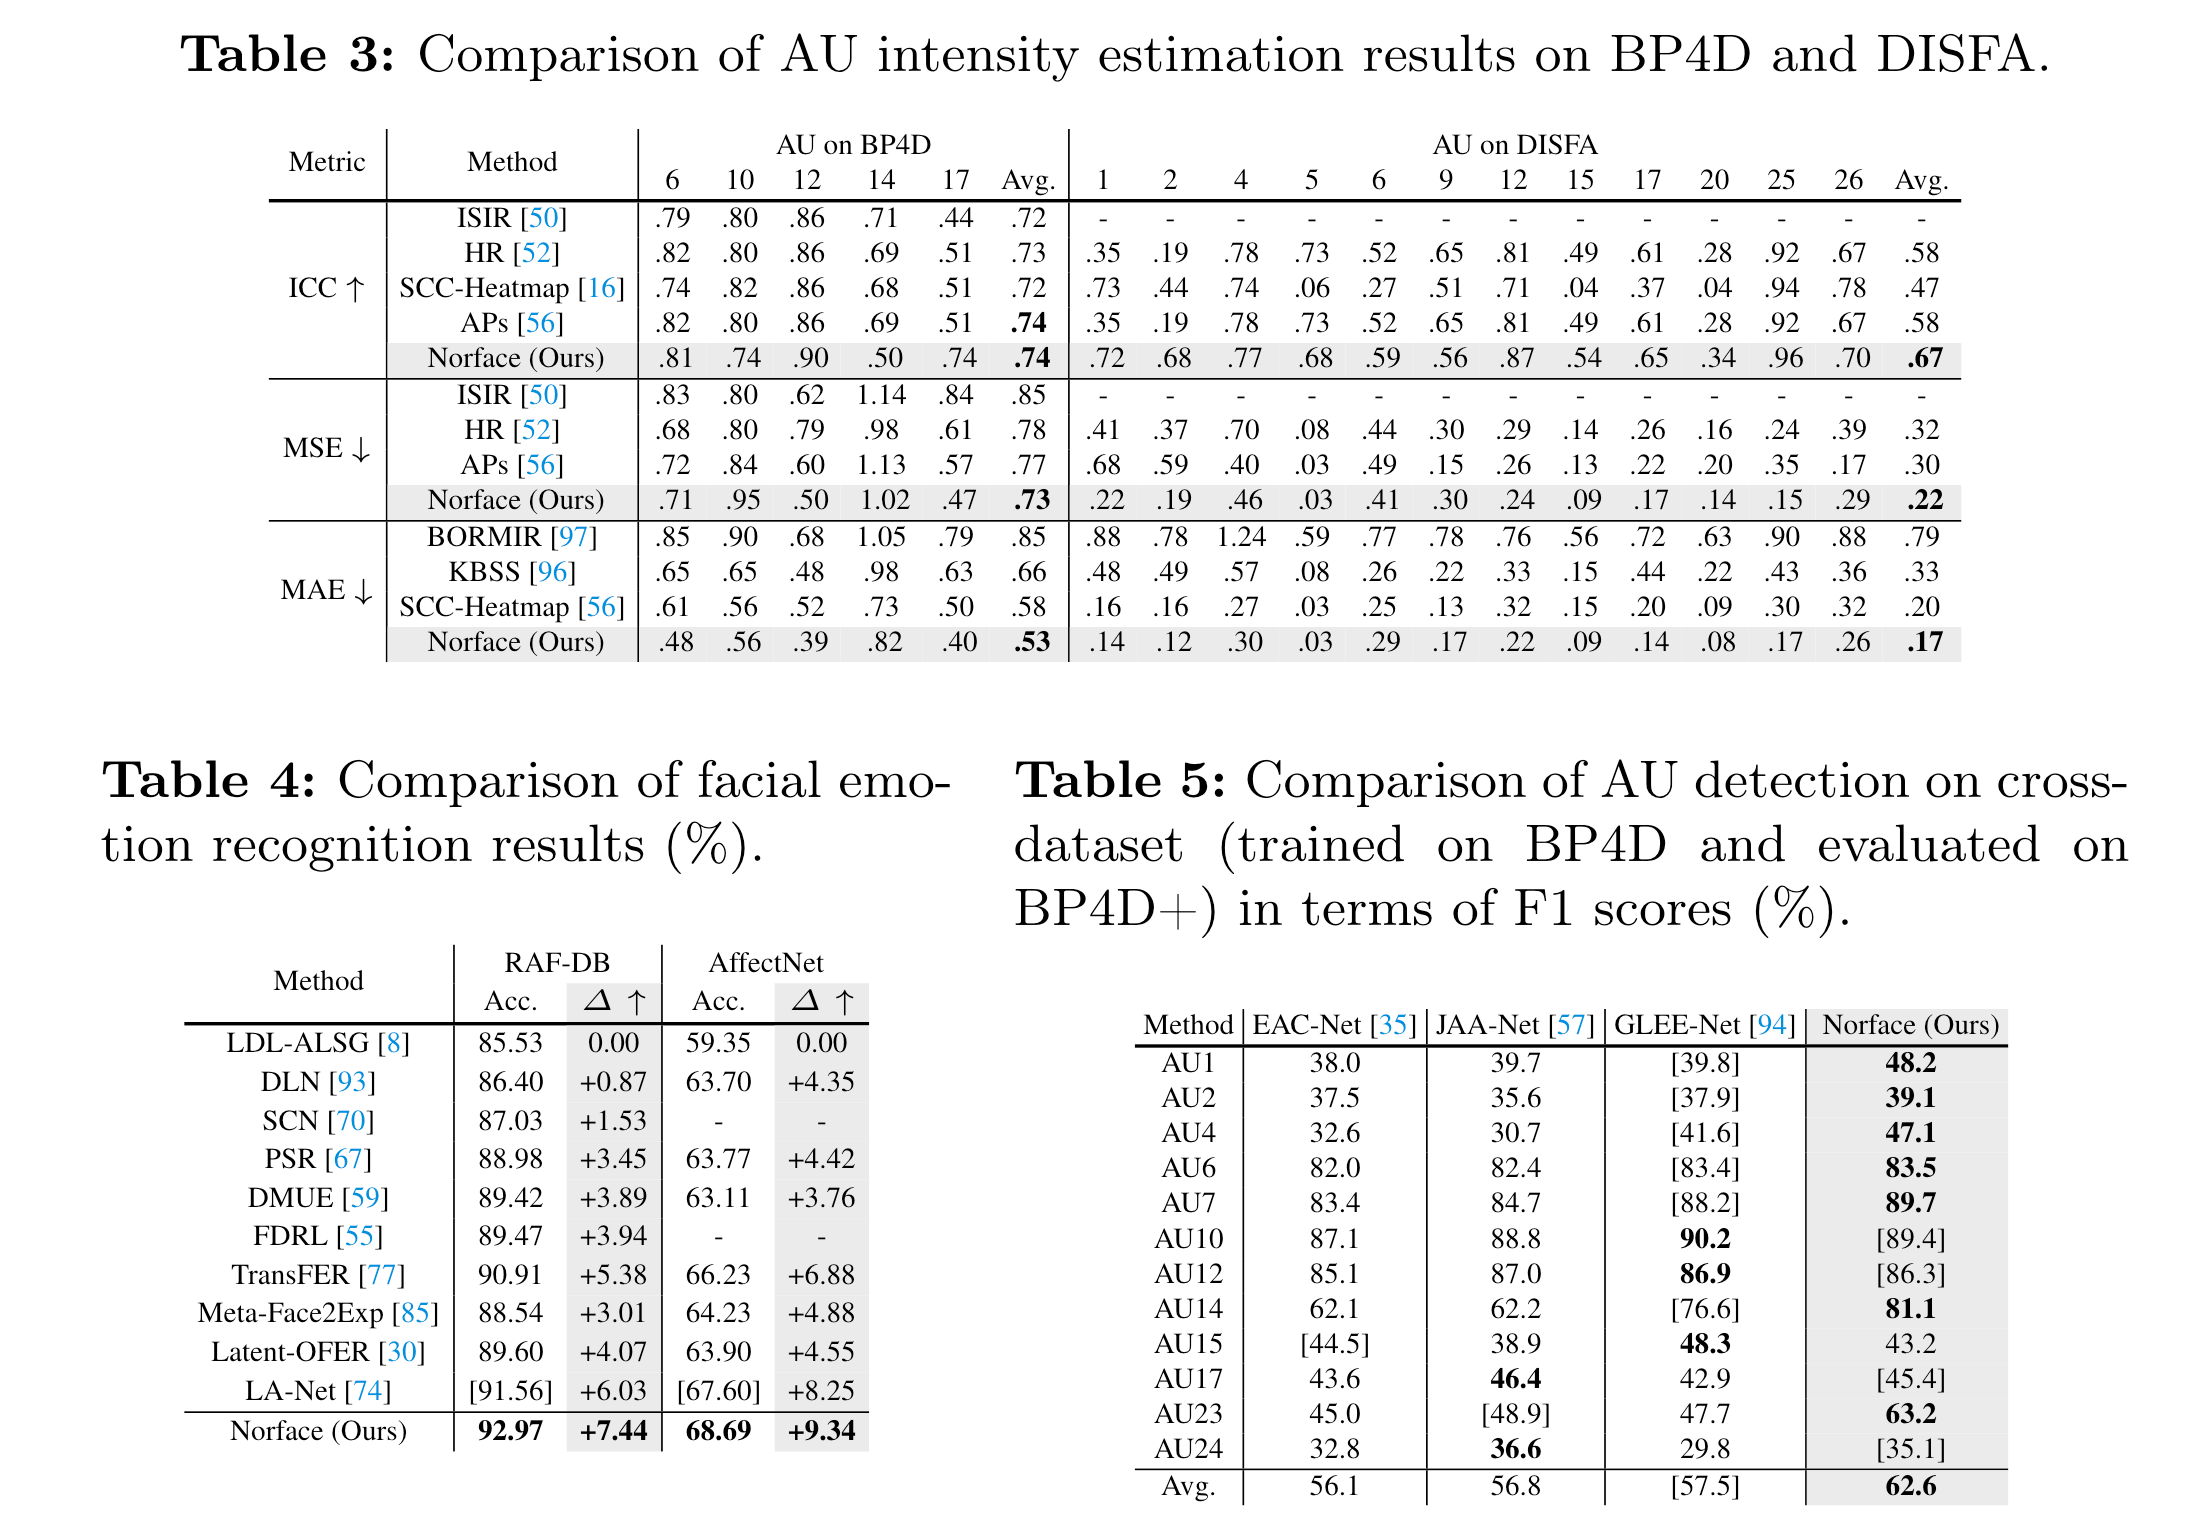 Table 3: Comparison of AU intensity estimation results on BP4D and DISFA.
Metric Method AU on BP4D AU on DISFA
6 10 12 14 17 Avg. 1 2 4 5 6 9 12 15 17 20 25 26 Avg.
ICC ↑
ISIR [50] .79 .80 .86 .71 .44 .72 - - - - - - - - - - - - -
HR [52] .82 .80 .86 .69 .51 .73 .35 .19 .78 .73 .52 .65 .81 .49 .61 .28 .92 .67 .58
SCC-Heatmap [16] .74 .82 .86 .68 .51 .72 .73 .44 .74 .06 .27 .51 .71 .04 .37 .04 .94 .78 .47
APs [56] .82 .80 .86 .69 .51 .74 .35 .19 .78 .73 .52 .65 .81 .49 .61 .28 .92 .67 .58
Norface (Ours) .81 .74 .90 .50 .74 .74 .72 .68 .77 .68 .59 .56 .87 .54 .65 .34 .96 .70 .67
MSE ↓
ISIR [50] .83 .80 .62 1.14 .84 .85 - - - - - - - - - - - - -
HR [52] .68 .80 .79 .98 .61 .78 .41 .37 .70 .08 .44 .30 .29 .14 .26 .16 .24 .39 .32
APs [56] .72 .84 .60 1.13 .57 .77 .68 .59 .40 .03 .49 .15 .26 .13 .22 .20 .35 .17 .30
Norface (Ours) .71 .95 .50 1.02 .47 .73 .22 .19 .46 .03 .41 .30 .24 .09 .17 .14 .15 .29 .22
MAE ↓
BORMIR [97] .85 .90 .68 1.05 .79 .85 .88 .78 1.24 .59 .77 .78 .76 .56 .72 .63 .90 .88 .79
KBSS [96] .65 .65 .48 .98 .63 .66 .48 .49 .57 .08 .26 .22 .33 .15 .44 .22 .43 .36 .33
SCC-Heatmap [56] .61 .56 .52 .73 .50 .58 .16 .16 .27 .03 .25 .13 .32 .15 .20 .09 .30 .32 .20
Norface (Ours) .48 .56 .39 .82 .40 .53 .14 .12 .30 .03 .29 .17 .22 .09 .14 .08 .17 .26 .17
Table 4: Comparison of facial emo-
tion recognition results (%).
Method RAF-DB AffectNet
Acc. Δ ↑ Acc. Δ ↑
LDL-ALSG [8] 85.53 0.00 59.35 0.00
DLN [93] 86.40 +0.87 63.70 +4.35
SCN [70] 87.03 +1.53 - -
PSR [67] 88.98 +3.45 63.77 +4.42
DMUE [59] 89.42 +3.89 63.11 +3.76
FDRL [55] 89.47 +3.94 - -
TransFER [77] 90.91 +5.38 66.23 +6.88
Meta-Face2Exp [85] 88.54 +3.01 64.23 +4.88
Latent-OFER [30] 89.60 +4.07 63.90 +4.55
LA-Net [74] [91.56] +6.03 [67.60] +8.25
Norface (Ours) 92.97 +7.44 68.69 +9.34
Table 5: Comparison of AU detection on cross-
dataset (trained on BP4D and evaluated on
BP4D+) in terms of F1 scores (%).
Method EAC-Net [35] JAA-Net [57] GLEE-Net [94] Norface (Ours)
AU1 38.0 39.7 [39.8] 48.2
AU2 37.5 35.6 [37.9] 39.1
AU4 32.6 30.7 [41.6] 47.1
AU6 82.0 82.4 [83.4] 83.5
AU7 83.4 84.7 [88.2] 89.7
AU10 87.1 88.8 90.2 [89.4]
AU12 85.1 87.0 86.9 [86.3]
AU14 62.1 62.2 [76.6] 81.1
AU15 [44.5] 38.9 48.3 43.2
AU17 43.6 46.4 42.9 [45.4]
AU23 45.0 [48.9] 47.7 63.2
AU24 32.8 36.6 29.8 [35.1]
Avg. 56.1 56.8 [57.5] 62.6